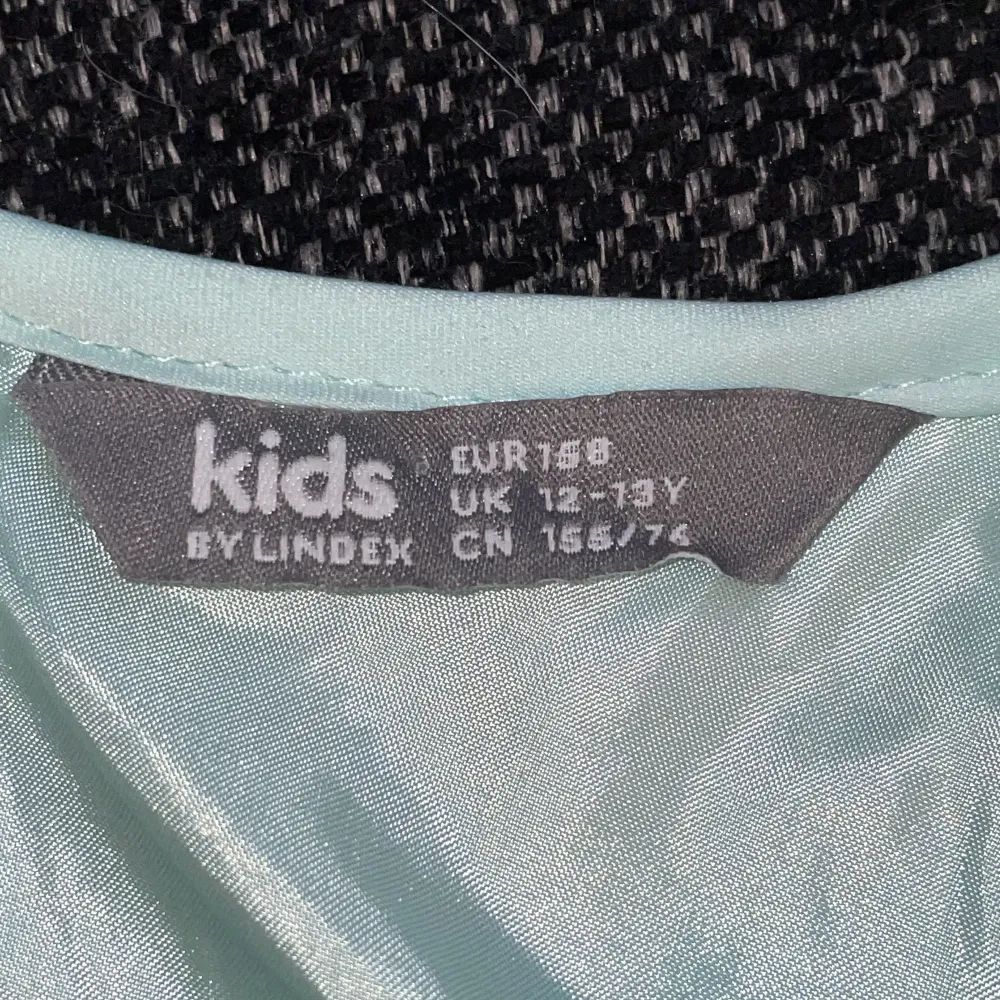 kids
BY LINDEX
EUR 158
UK 12-13Y
CN 155/76